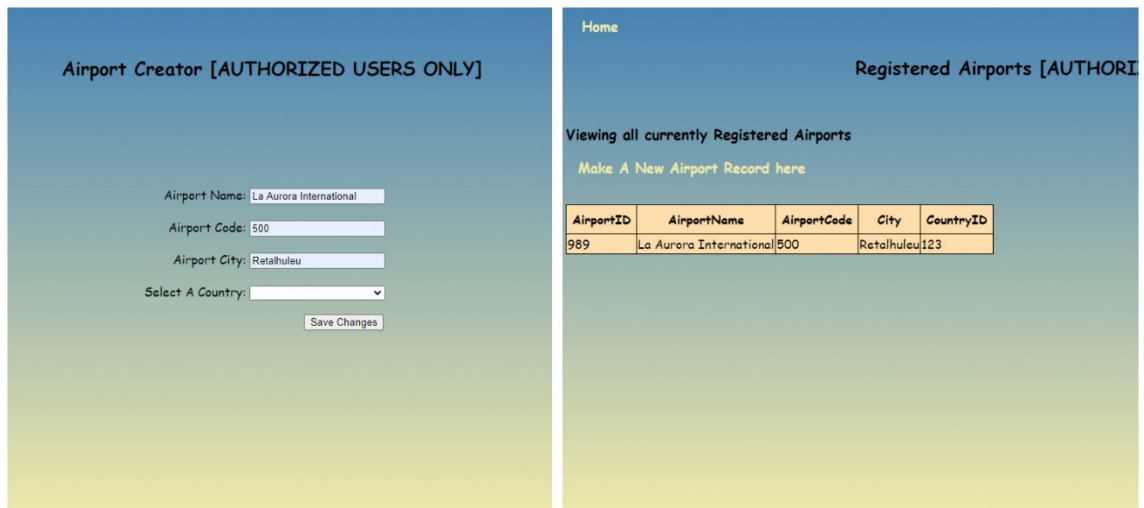 Airport Creator [AUTHORIZED USERS ONLY]
Airport Name: La Aurora International
Airport Code: 500
Airport City: Retalhuleu
Select A Country:
Save Changes
Home
Registered Airports [AUTHORI
Viewing all currently Registered Airports
Make A New Airport Record here
AirportID AirportName AirportCode City CountryID
989 La Aurora International 500 Retalhuleu 123